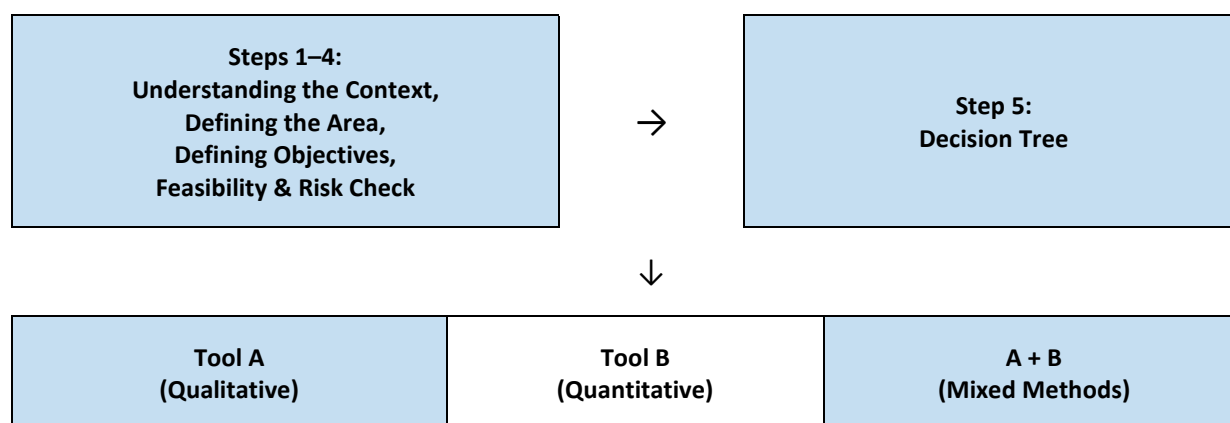 Steps 1–4:
Understanding the Context,
Defining the Area,
Defining Objectives,
Feasibility & Risk Check
→
Step 5:
Decision Tree
↓
Tool A
(Qualitative)
Tool B
(Quantitative)
A + B
(Mixed Methods)